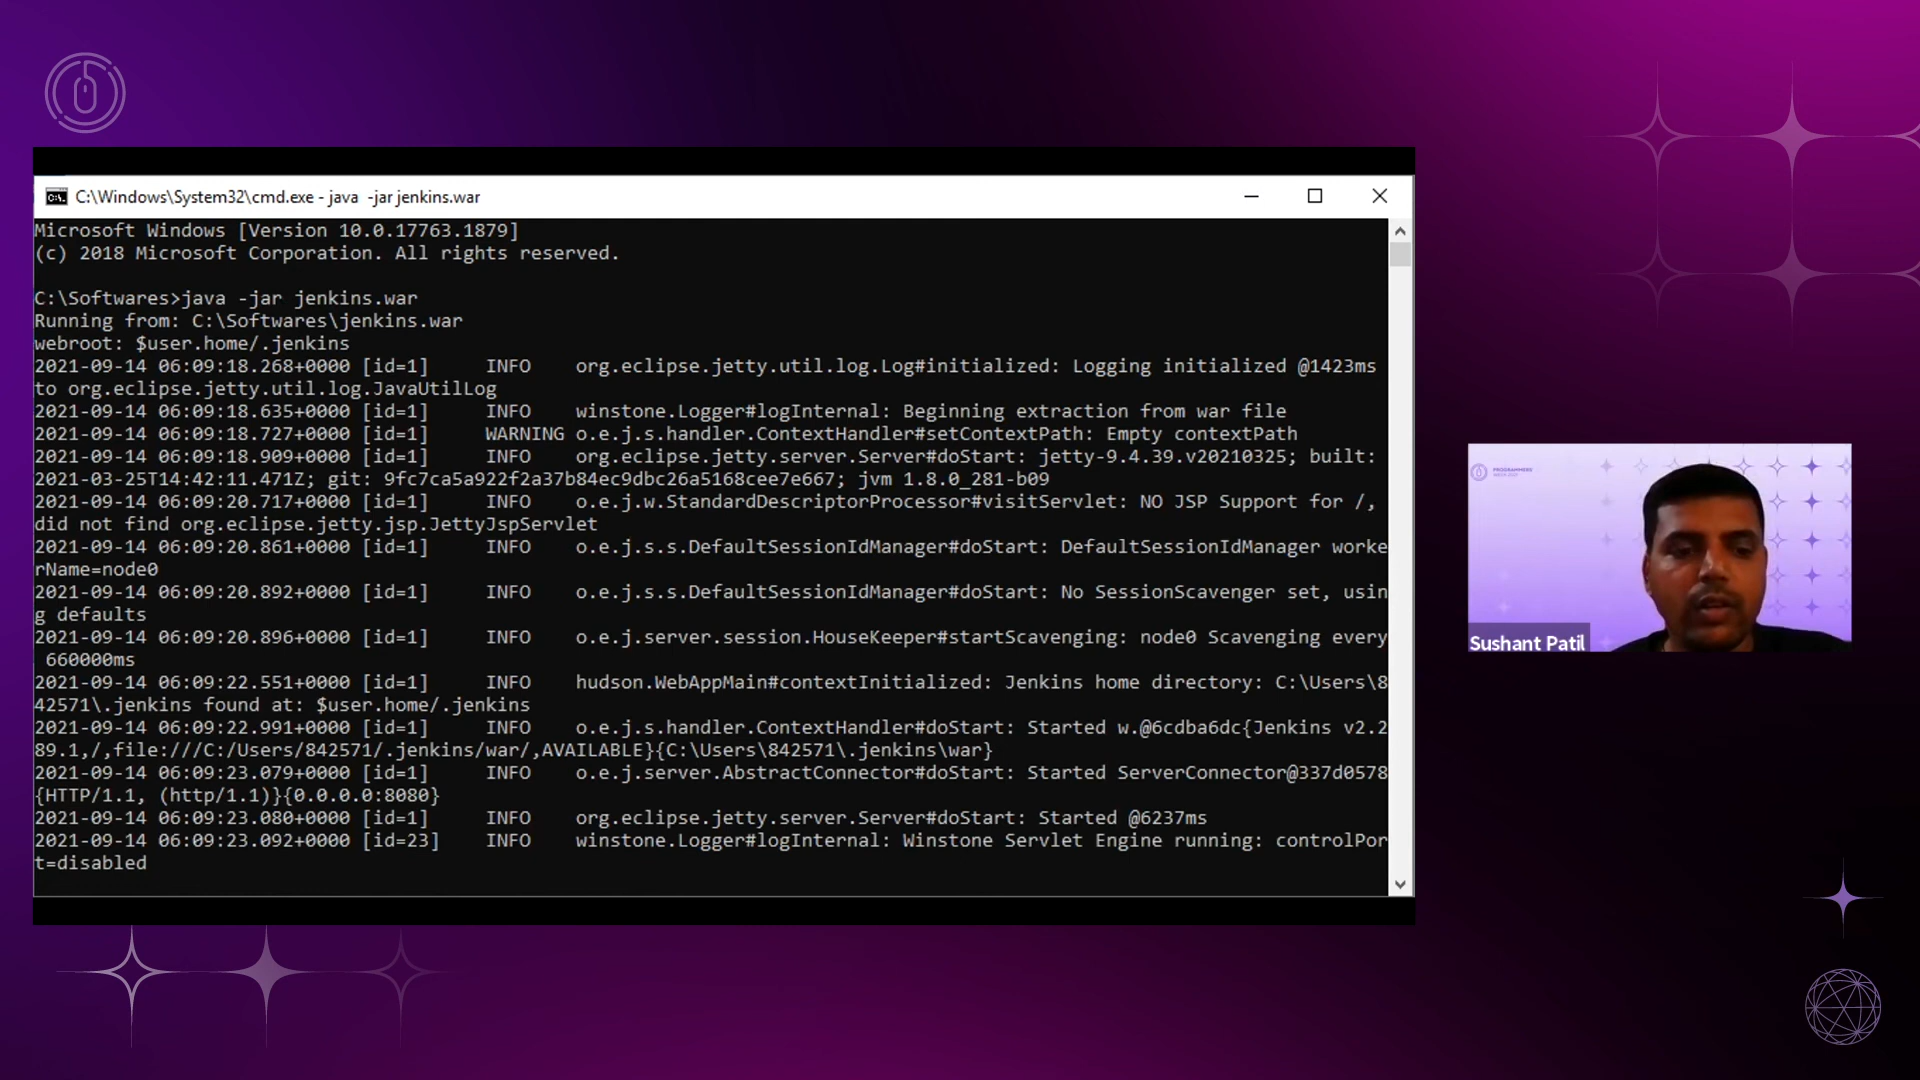 C:\Windows\System32\cmd.exe - java -jar jenkins.war
Microsoft Windows [Version 10.0.17763.1879]
(c) 2018 Microsoft Corporation. All rights reserved.
C:\Softwares>java -jar jenkins.war
Running from: C:\Softwares\jenkins.war
webroot: $user.home/.jenkins
2021-09-14 06:09:18.268+0000 [id=1] INFO org.eclipse.jetty.util.log.Log#initialized: Logging initialized @1423ms
to org.eclipse.jetty.util.log.JavaUtilLog
2021-09-14 06:09:18.635+0000 [id=1] INFO winstone.Logger#logInternal: Beginning extraction from war file
2021-09-14 06:09:18.727+0000 [id=1] WARNING o.e.j.s.handler.ContextHandler#setContextPath: Empty contextPath
2021-09-14 06:09:18.909+0000 [id=1] INFO org.eclipse.jetty.server.Server#doStart: jetty-9.4.39.v20210325; built:
2021-03-25T14:42:11.471Z; git: 9fc7ca5a922f2a37b84ec9dbc26a5168cee7e667; jvm 1.8.0_281-b09
2021-09-14 06:09:20.717+0000 [id=1] INFO o.e.j.w.StandardDescriptorProcessor#visitServlet: NO JSP Support for /,
did not find org.eclipse.jetty.jsp.JettyJspServlet
2021-09-14 06:09:20.861+0000 [id=1] INFO o.e.j.s.s.DefaultSessionIdManager#doStart: DefaultSessionIdManager worke
rName=node0
2021-09-14 06:09:20.892+0000 [id=1] INFO o.e.j.s.s.DefaultSessionIdManager#doStart: No SessionScavenger set, usin
g defaults
2021-09-14 06:09:20.896+0000 [id=1] INFO o.e.j.server.session.HouseKeeper#startScavenging: node0 Scavenging every
660000ms
2021-09-14 06:09:22.551+0000 [id=1] INFO hudson.WebAppMain#contextInitialized: Jenkins home directory: C:\Users\8
42571\.jenkins found at: $user.home/.jenkins
2021-09-14 06:09:22.991+0000 [id=1] INFO o.e.j.s.handler.ContextHandler#doStart: Started w.@6cdba6dc{Jenkins v2.2
89.1,/,file:///C:/Users/842571/.jenkins/war/,AVAILABLE}{C:\Users\842571\.jenkins\war}
2021-09-14 06:09:23.079+0000 [id=1] INFO o.e.j.server.AbstractConnector#doStart: Started ServerConnector@337d0578
{HTTP/1.1, (http/1.1)}{0.0.0.0:8080}
2021-09-14 06:09:23.080+0000 [id=1] INFO org.eclipse.jetty.server.Server#doStart: Started @6237ms
2021-09-14 06:09:23.092+0000 [id=23] INFO winstone.Logger#logInternal: Winstone Servlet Engine running: controlPor
t=disabled
PROGRAMMERS
Sushant Patil